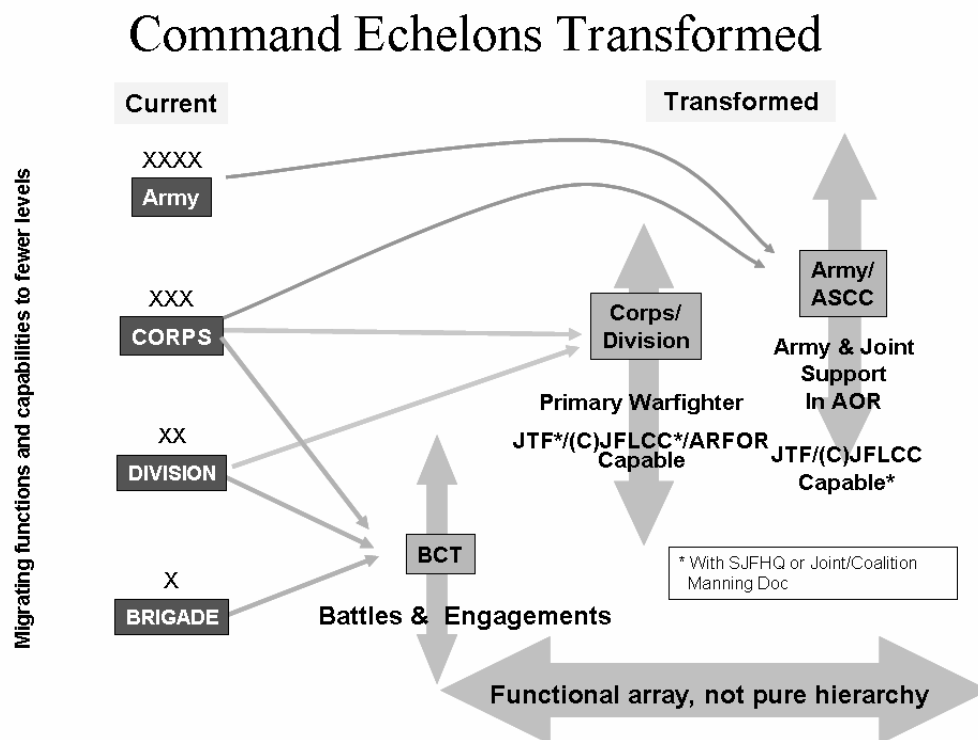 Command Echelons Transformed
Current
Transformed
Migrating functions and capabilities to fewer levels
XXXX
Army
XXX
CORPS
XX
DIVISION
X
BRIGADE
BCT
Battles & Engagements
Corps/
Division
Primary Warfighter
JTF*/(C)JFLCC*/ARFOR
Capable
Army/
ASCC
Army & Joint
Support
In AOR
JTF/(C)JFLCC
Capable*
* With SJFHQ or Joint/Coalition
Manning Doc
Functional array, not pure hierarchy